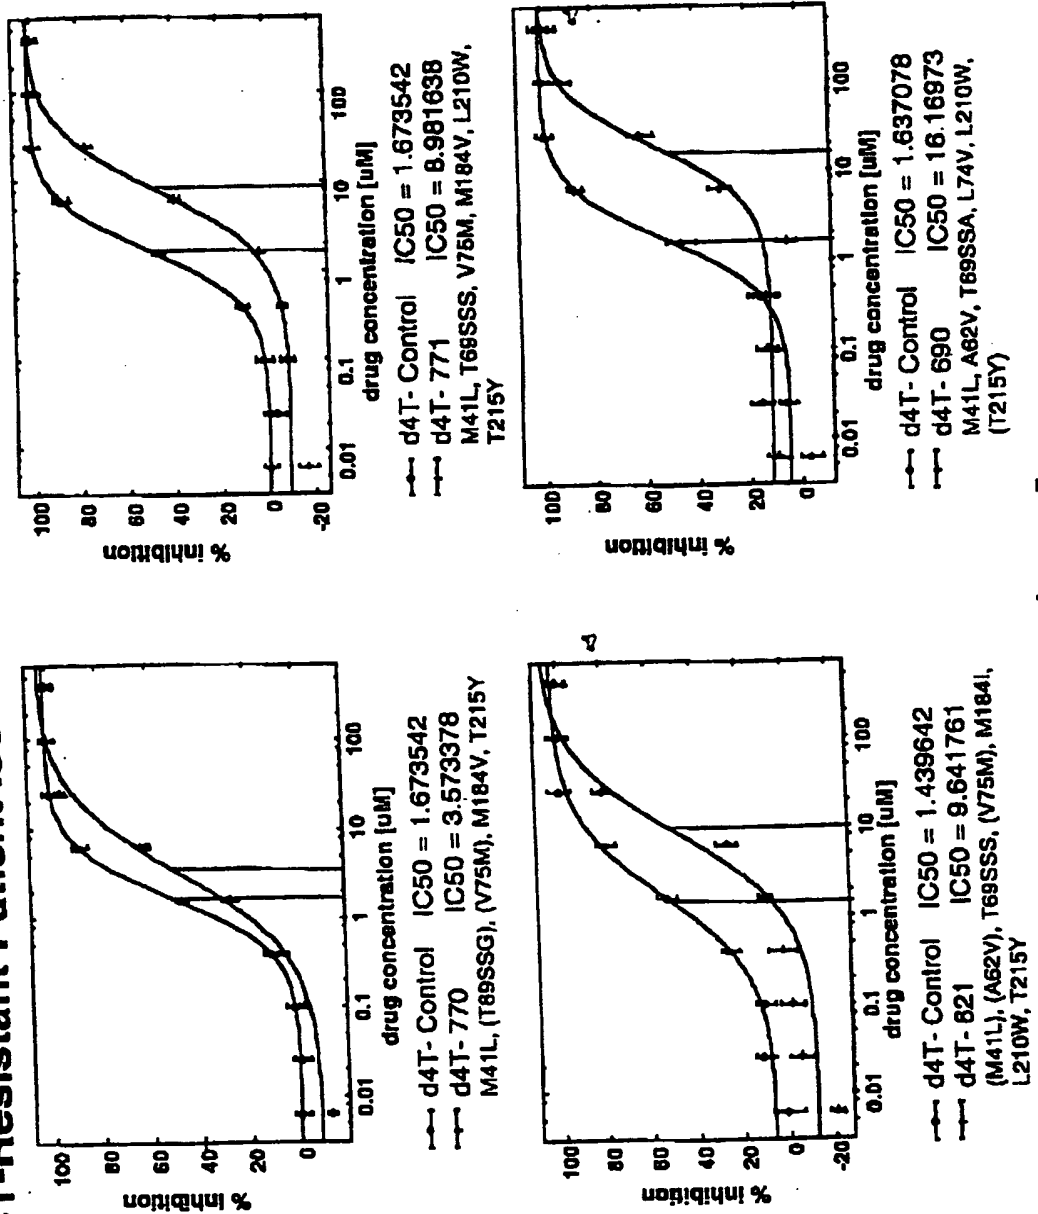 T-Resistant
% inhibition
100
80
60
40
20
0
0.01
0.1
1
10
100
drug concentration [uM]
d4T- Control IC50 = 1.673542
d4T- 770 IC50 = 3.573378
M41L, (T69SSG), (V75M), M184V, T215Y
% inhibition
100
80
60
40
20
0
-20
0.01
0.1
1
10
100
drug concentration [uM]
d4T- Control IC50 = 1.673542
d4T- 771 IC50 = 8.981638
M41L, T69SSS, V75M, M184V, L210W,
T215Y
% inhibition
100
80
60
40
20
0
-20
0.01
0.1
1
10
100
drug concentration [uM]
d4T- Control IC50 = 1.439642
d4T- 621 IC50 = 9.641761
(M41L), (A62V), T69SSS, (V75M), M184I,
L210W, T215Y
% inhibition
100
80
60
40
20
0
0.01
0.1
1
10
100
drug concentration [uM]
d4T- Control IC50 = 1.637078
d4T- 690 IC50 = 16.16973
M41L, A62V, T69SSA, L74V, L210W,
(T215Y)